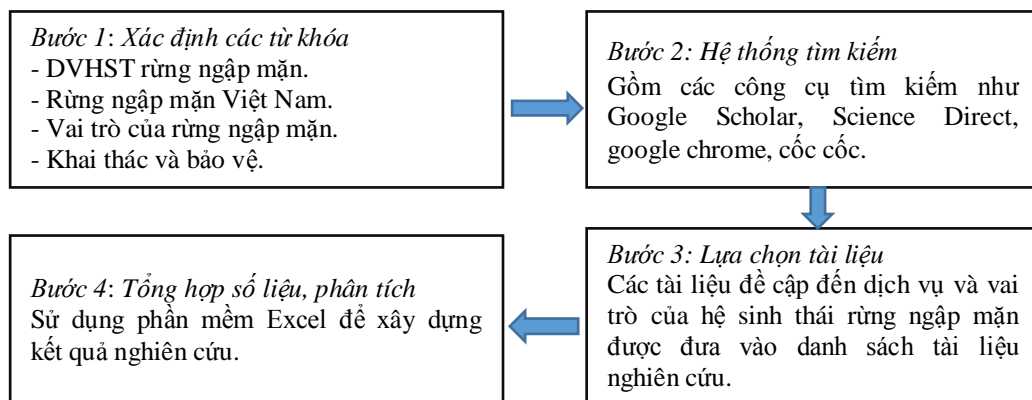 Bước 1: Xác định các từ khóa
- DVHST rừng ngập mặn.
- Rừng ngập mặn Việt Nam.
- Vai trò của rừng ngập mặn.
- Khai thác và bảo vệ.
Bước 2: Hệ thống tìm kiếm
Gồm các công cụ tìm kiếm như
Google Scholar, Science Direct,
google chrome, cốc cốc.
Bước 3: Lựa chọn tài liệu
Các tài liệu đề cập đến dịch vụ và vai
trò của hệ sinh thái rừng ngập mặn
được đưa vào danh sách tài liệu
nghiên cứu.
Bước 4: Tổng hợp số liệu, phân tích
Sử dụng phần mềm Excel để xây dựng
kết quả nghiên cứu.